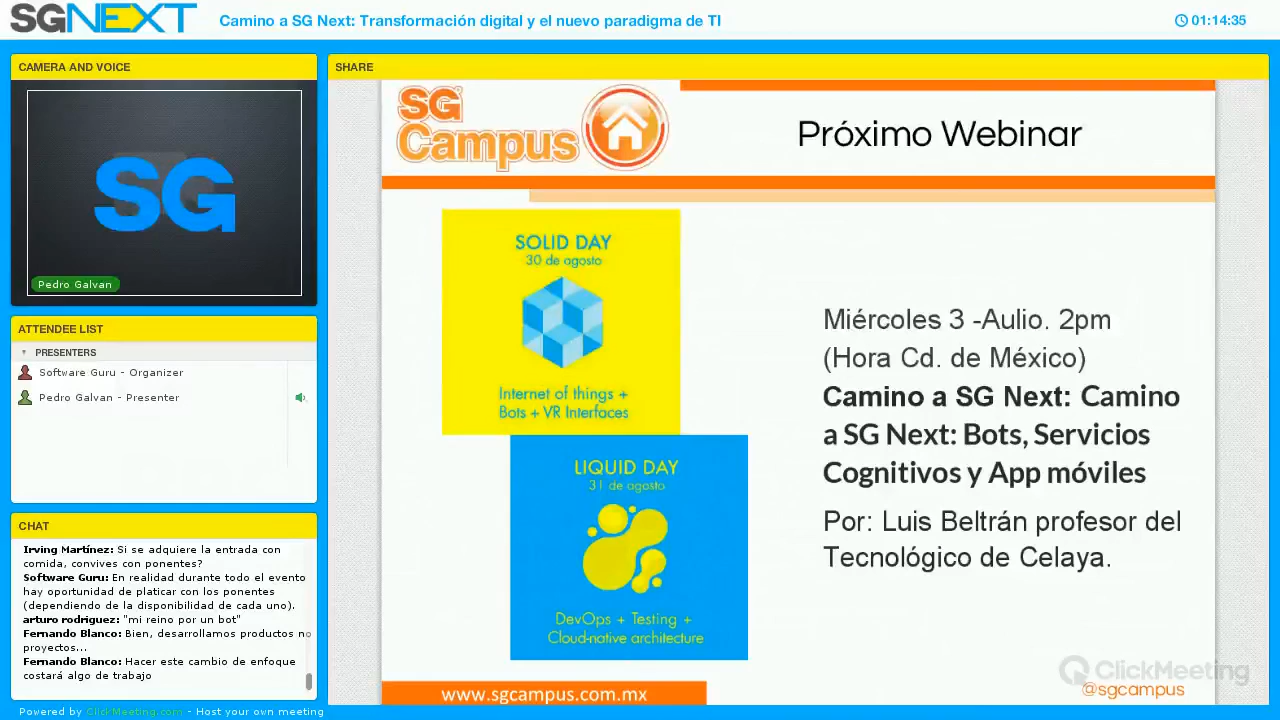 SGNEXT
Camino a SG Next: Transformación digital y el nuevo paradigma de TI
01:14:35
CAMERA AND VOICE
SG
Pedro Galvan
ATTENDEE LIST
PRESENTERS
Software Guru - Organizer
Pedro Galvan - Presenter
CHAT
Irving Martínez: Si se adquiere la entrada con
comida, convives con ponentes?
Software Guru: En realidad durante todo el evento
hay oportunidad de platicar con los ponentes
(dependiendo de la disponibilidad de cada uno).
arturo rodriguez: "mi reino por un bot"
Fernando Blanco: Bien, desarrollamos productos no
proyectos...
Fernando Blanco: Hacer este cambio de enfoque
costará algo de trabajo
Powered by ClickMeeting.com - Host your own meeting
SHARE
SG
Campus
Próximo Webinar
SOLID DAY
30 de agosto
Internet of things +
Bots + VR Interfaces
LIQUID DAY
31 de agosto
DevOps + Testing +
Cloud-native architecture
Miércoles 3 -Aulio. 2pm
(Hora Cd. de México)
Camino a SG Next: Camino
a SG Next: Bots, Servicios
Cognitivos y App móviles
Por: Luis Beltrán profesor del
Tecnológico de Celaya.
www.sgcampus.com.mx
ClickMeeting
@sgcampus